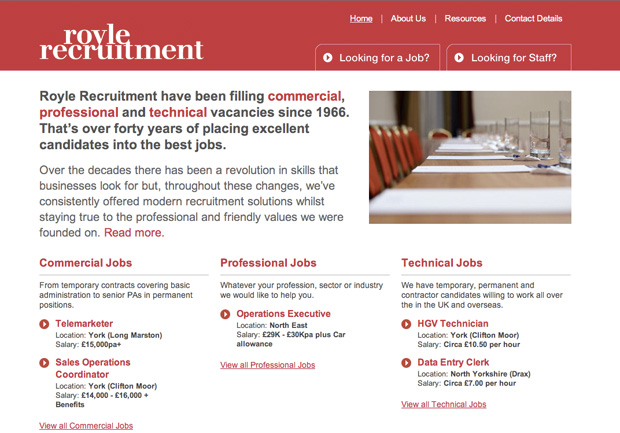 Home | About Us | Resources | Contact Details
royle
recruitment
Looking for a Job?
Looking for Staff?
Royle Recruitment have been filling commercial,
professional and technical vacancies since 1966.
That's over forty years of placing excellent
candidates into the best jobs.
Over the decades there has been a revolution in skills that
businesses look for but, throughout these changes, we've
consistently offered modern recruitment solutions whilst
staying true to the professional and friendly values we were
founded on. Read more.
Commercial Jobs
From temporary contracts covering basic
administration to senior PAs in permanent
positions.
Telemarketer
Location: York (Long Marston)
Salary: £15,000pa+
Sales Operations
Coordinator
Location: York (Clifton Moor)
Salary: £14,000 - £16,000 +
Benefits
View all Commercial Jobs
Professional Jobs
Whatever your profession, sector or industry
we would like to help you.
Operations Executive
Location: North East
Salary: £29K - £30Kpa plus Car
allowance
View all Professional Jobs
Technical Jobs
We have temporary, permanent and
contractor candidates willing to work all over
the in the UK and overseas.
HGV Technician
Location: York (Clifton Moor)
Salary: Circa £10.50 per hour
Data Entry Clerk
Location: North Yorkshire (Drax)
Salary: Circa £7.00 per hour
View all Technical Jobs